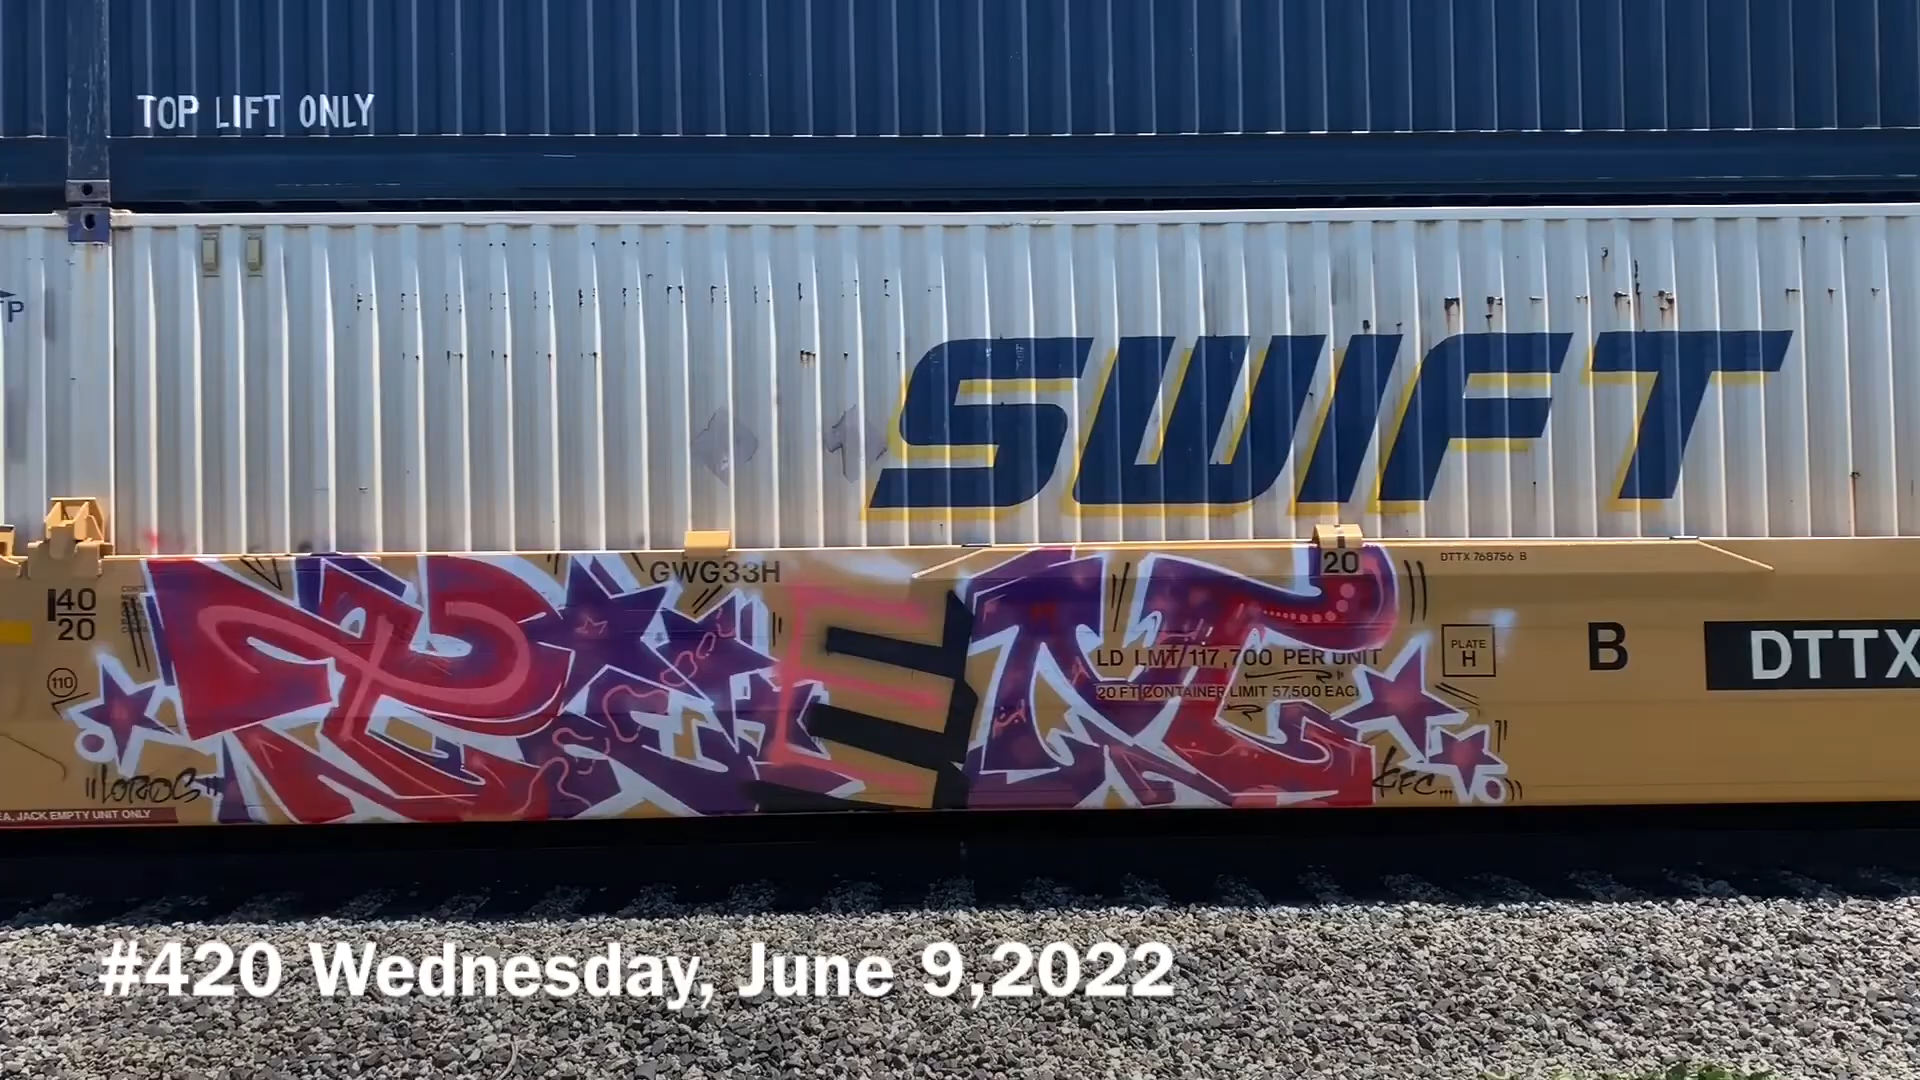 TOP LIFT ONLY
P
SWIFT
20
DTTX 768756 B
GWG33H
40
20
PLATE
H
B
DTTX
LD LMT 117,700 PER UNIT
20 FT CONTAINER LIMIT 57,500 EACH
110
KFC...
JACK EMPTY UNIT ONLY
#420 Wednesday, June 9,2022